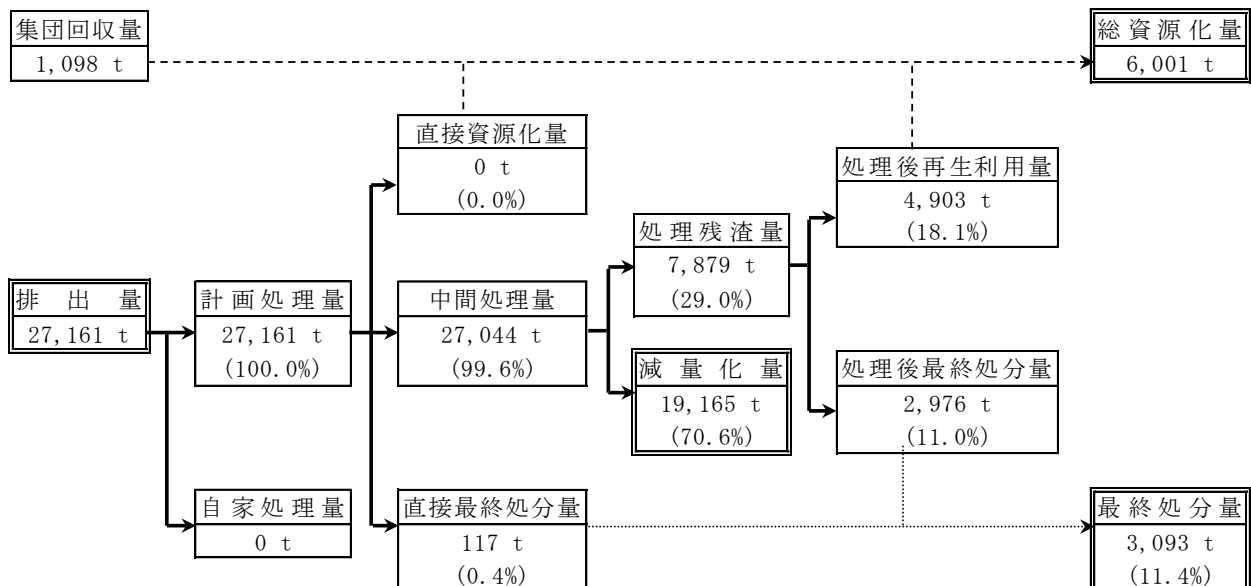 集団回収量
1,098 t
総資源化量
6,001 t
直接資源化量
0 t
(0.0%)
処理後再生利用量
4,903 t
(18.1%)
処理残渣量
7,879 t
(29.0%)
排出量
27,161 t
計画処理量
27,161 t
(100.0%)
中間処理量
27,044 t
(99.6%)
減量化量
19,165 t
(70.6%)
処理後最終処分量
2,976 t
(11.0%)
自家処理量
0 t
直接最終処分量
117 t
(0.4%)
最終処分量
3,093 t
(11.4%)